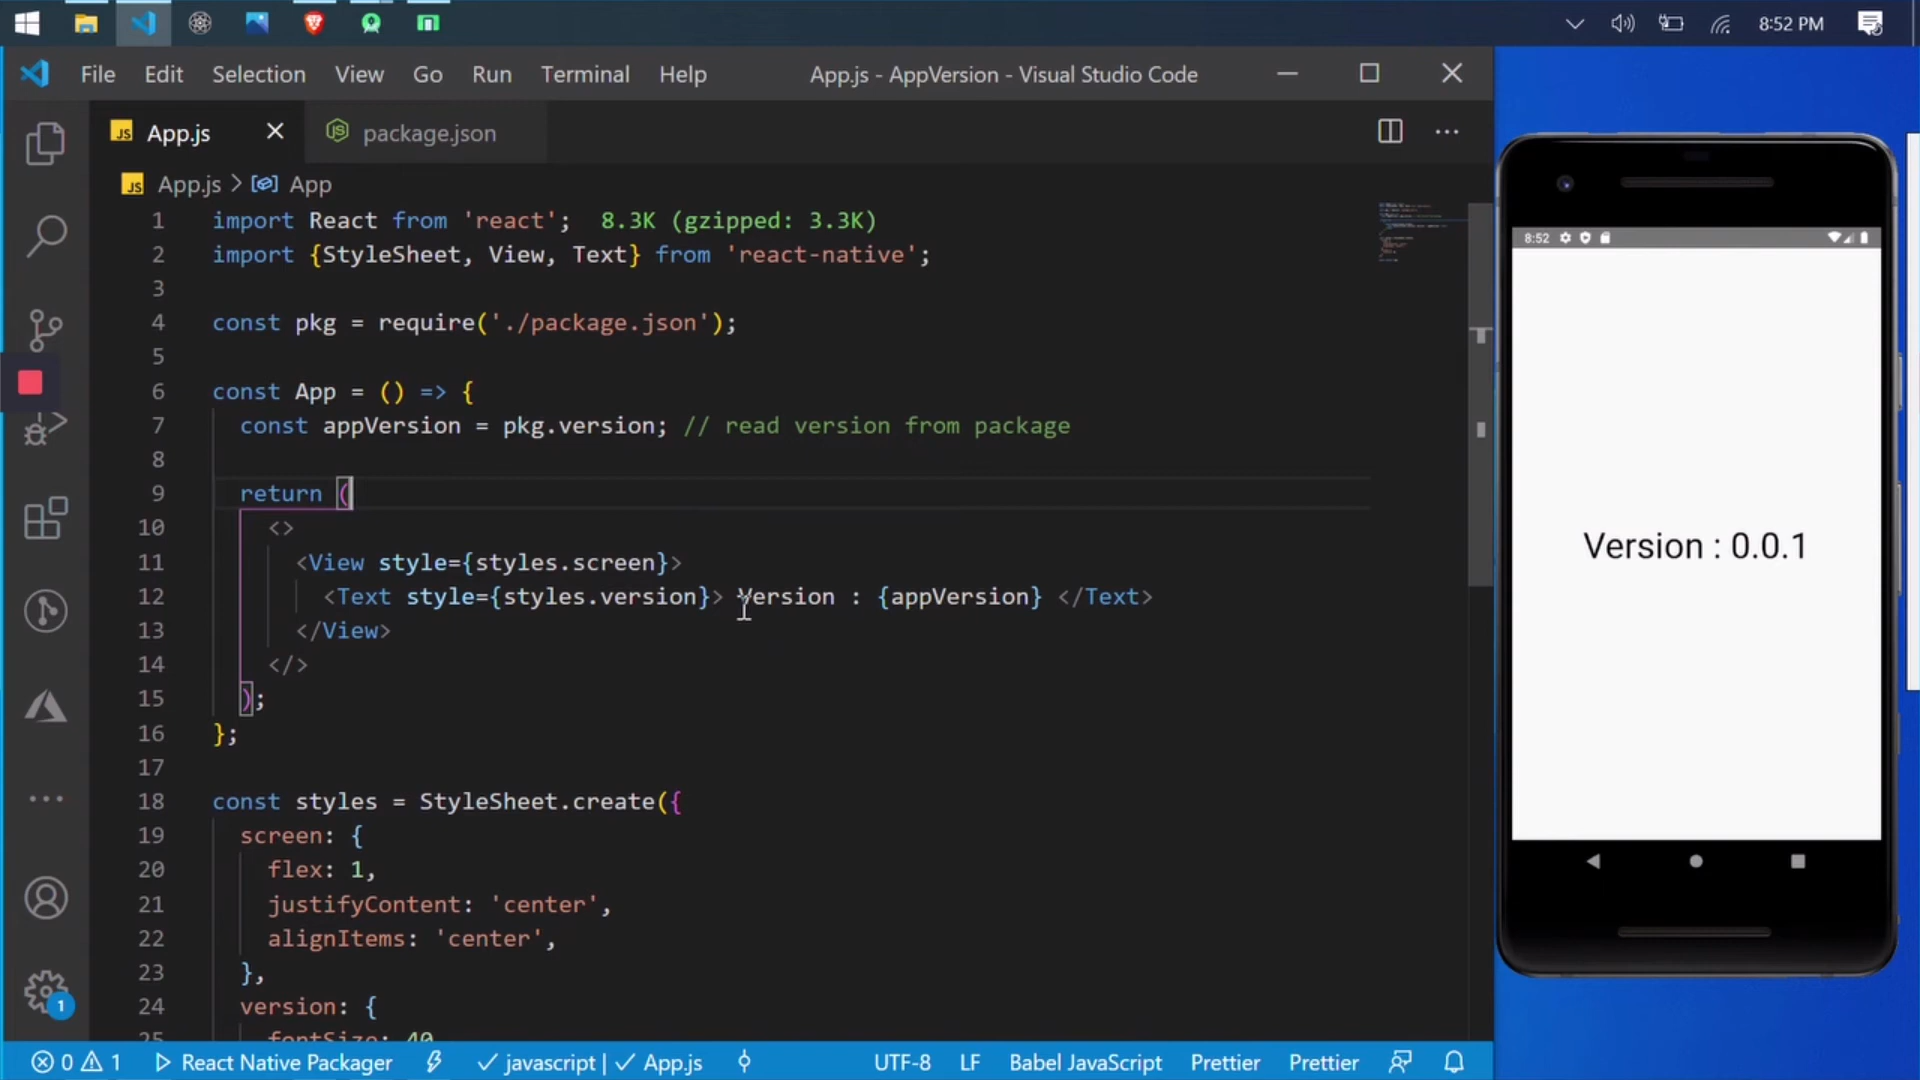 8:52 PM
File Edit Selection View Go Run Terminal Help App.js - AppVersion - Visual Studio Code
JS App.js package.json
JS App.js > App
1 import React from 'react'; 8.3K (gzipped: 3.3K)
2 import {StyleSheet, View, Text} from 'react-native';
3
4 const pkg = require('./package.json');
5
6 const App = () => {
7 const appVersion = pkg.version; // read version from package
8
9 return (
10 <>
11 <View style={styles.screen}>
12 <Text style={styles.version}> Version : {appVersion} </Text>
13 </View>
14 </>
15 );
16 };
17
18 const styles = StyleSheet.create({
19 screen: {
20 flex: 1,
21 justifyContent: 'center',
22 alignItems: 'center',
23 },
24 version: {
25 fontSize: 40
1
0 1 React Native Packager javascript | App.js UTF-8 LF Babel JavaScript Prettier Prettier
8:52
Version : 0.0.1